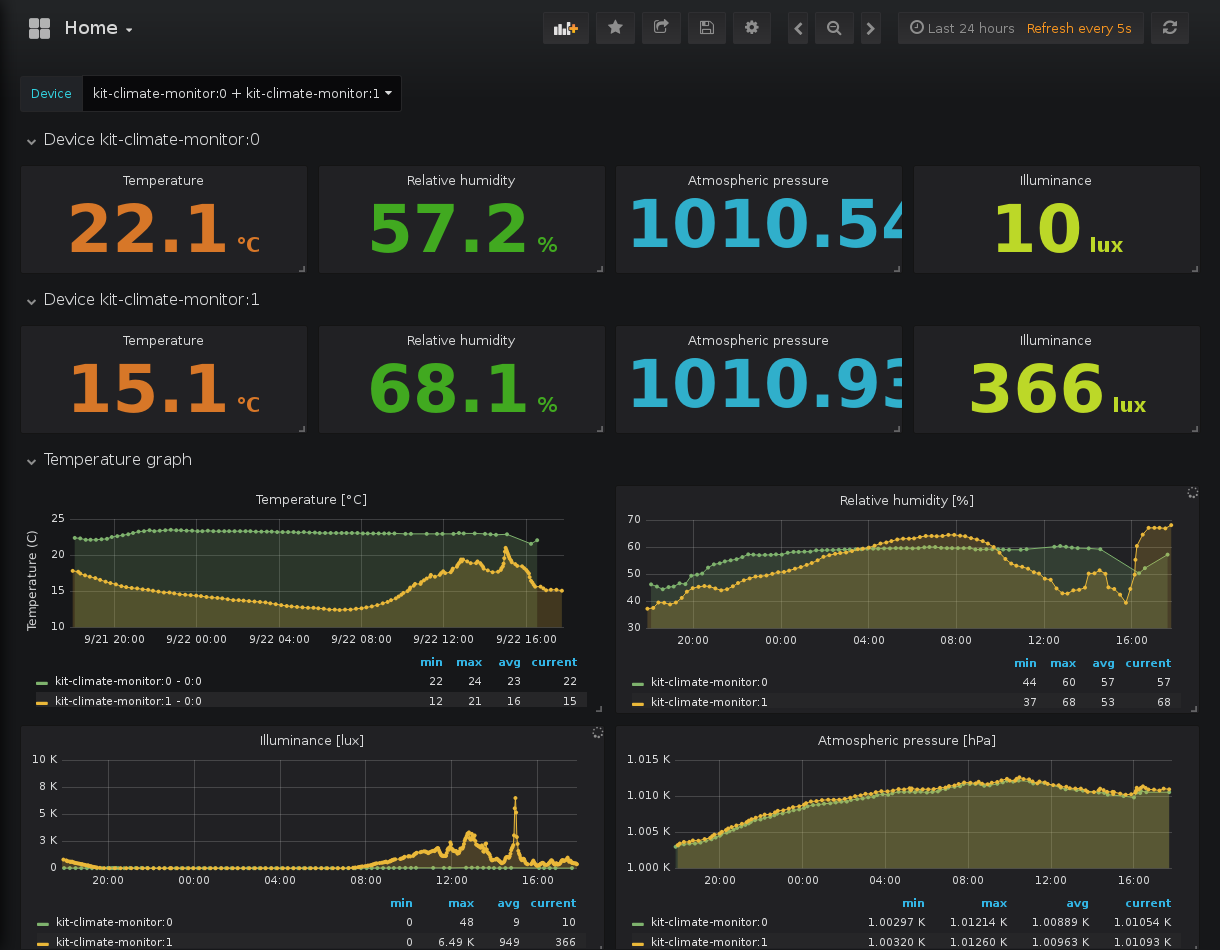 Home
Last 24 hours Refresh every 5s
Device kit-climate-monitor:0 + kit-climate-monitor:1
Device kit-climate-monitor:0
Temperature Relative humidity Atmospheric pressure Illuminance
22.1 °C 57.2 % 1010.54 10 lux
Device kit-climate-monitor:1
Temperature Relative humidity Atmospheric pressure Illuminance
15.1 °C 68.1 % 1010.93 366 lux
Temperature graph
Temperature [°C]
Temperature (C)
25
20
15
10
9/21 20:00 9/22 00:00 9/22 04:00 9/22 08:00 9/22 12:00 9/22 16:00
min max avg current
kit-climate-monitor:0 - 0:0 22 24 23 22
kit-climate-monitor:1 - 0:0 12 21 16 15
Relative humidity [%]
70
60
50
40
30
20:00 00:00 04:00 08:00 12:00 16:00
min max avg current
kit-climate-monitor:0 44 60 57 57
kit-climate-monitor:1 37 68 53 68
Illuminance [lux]
10 K
8 K
5 K
3 K
0
20:00 00:00 04:00 08:00 12:00 16:00
min max avg current
kit-climate-monitor:0 0 48 9 10
kit-climate-monitor:1 0 6.49 K 949 366
Atmospheric pressure [hPa]
1.015 K
1.010 K
1.005 K
1.000 K
20:00 00:00 04:00 08:00 12:00 16:00
min max avg current
kit-climate-monitor:0 1.00297 K 1.01214 K 1.00889 K 1.01054 K
kit-climate-monitor:1 1.00320 K 1.01260 K 1.00963 K 1.01093 K